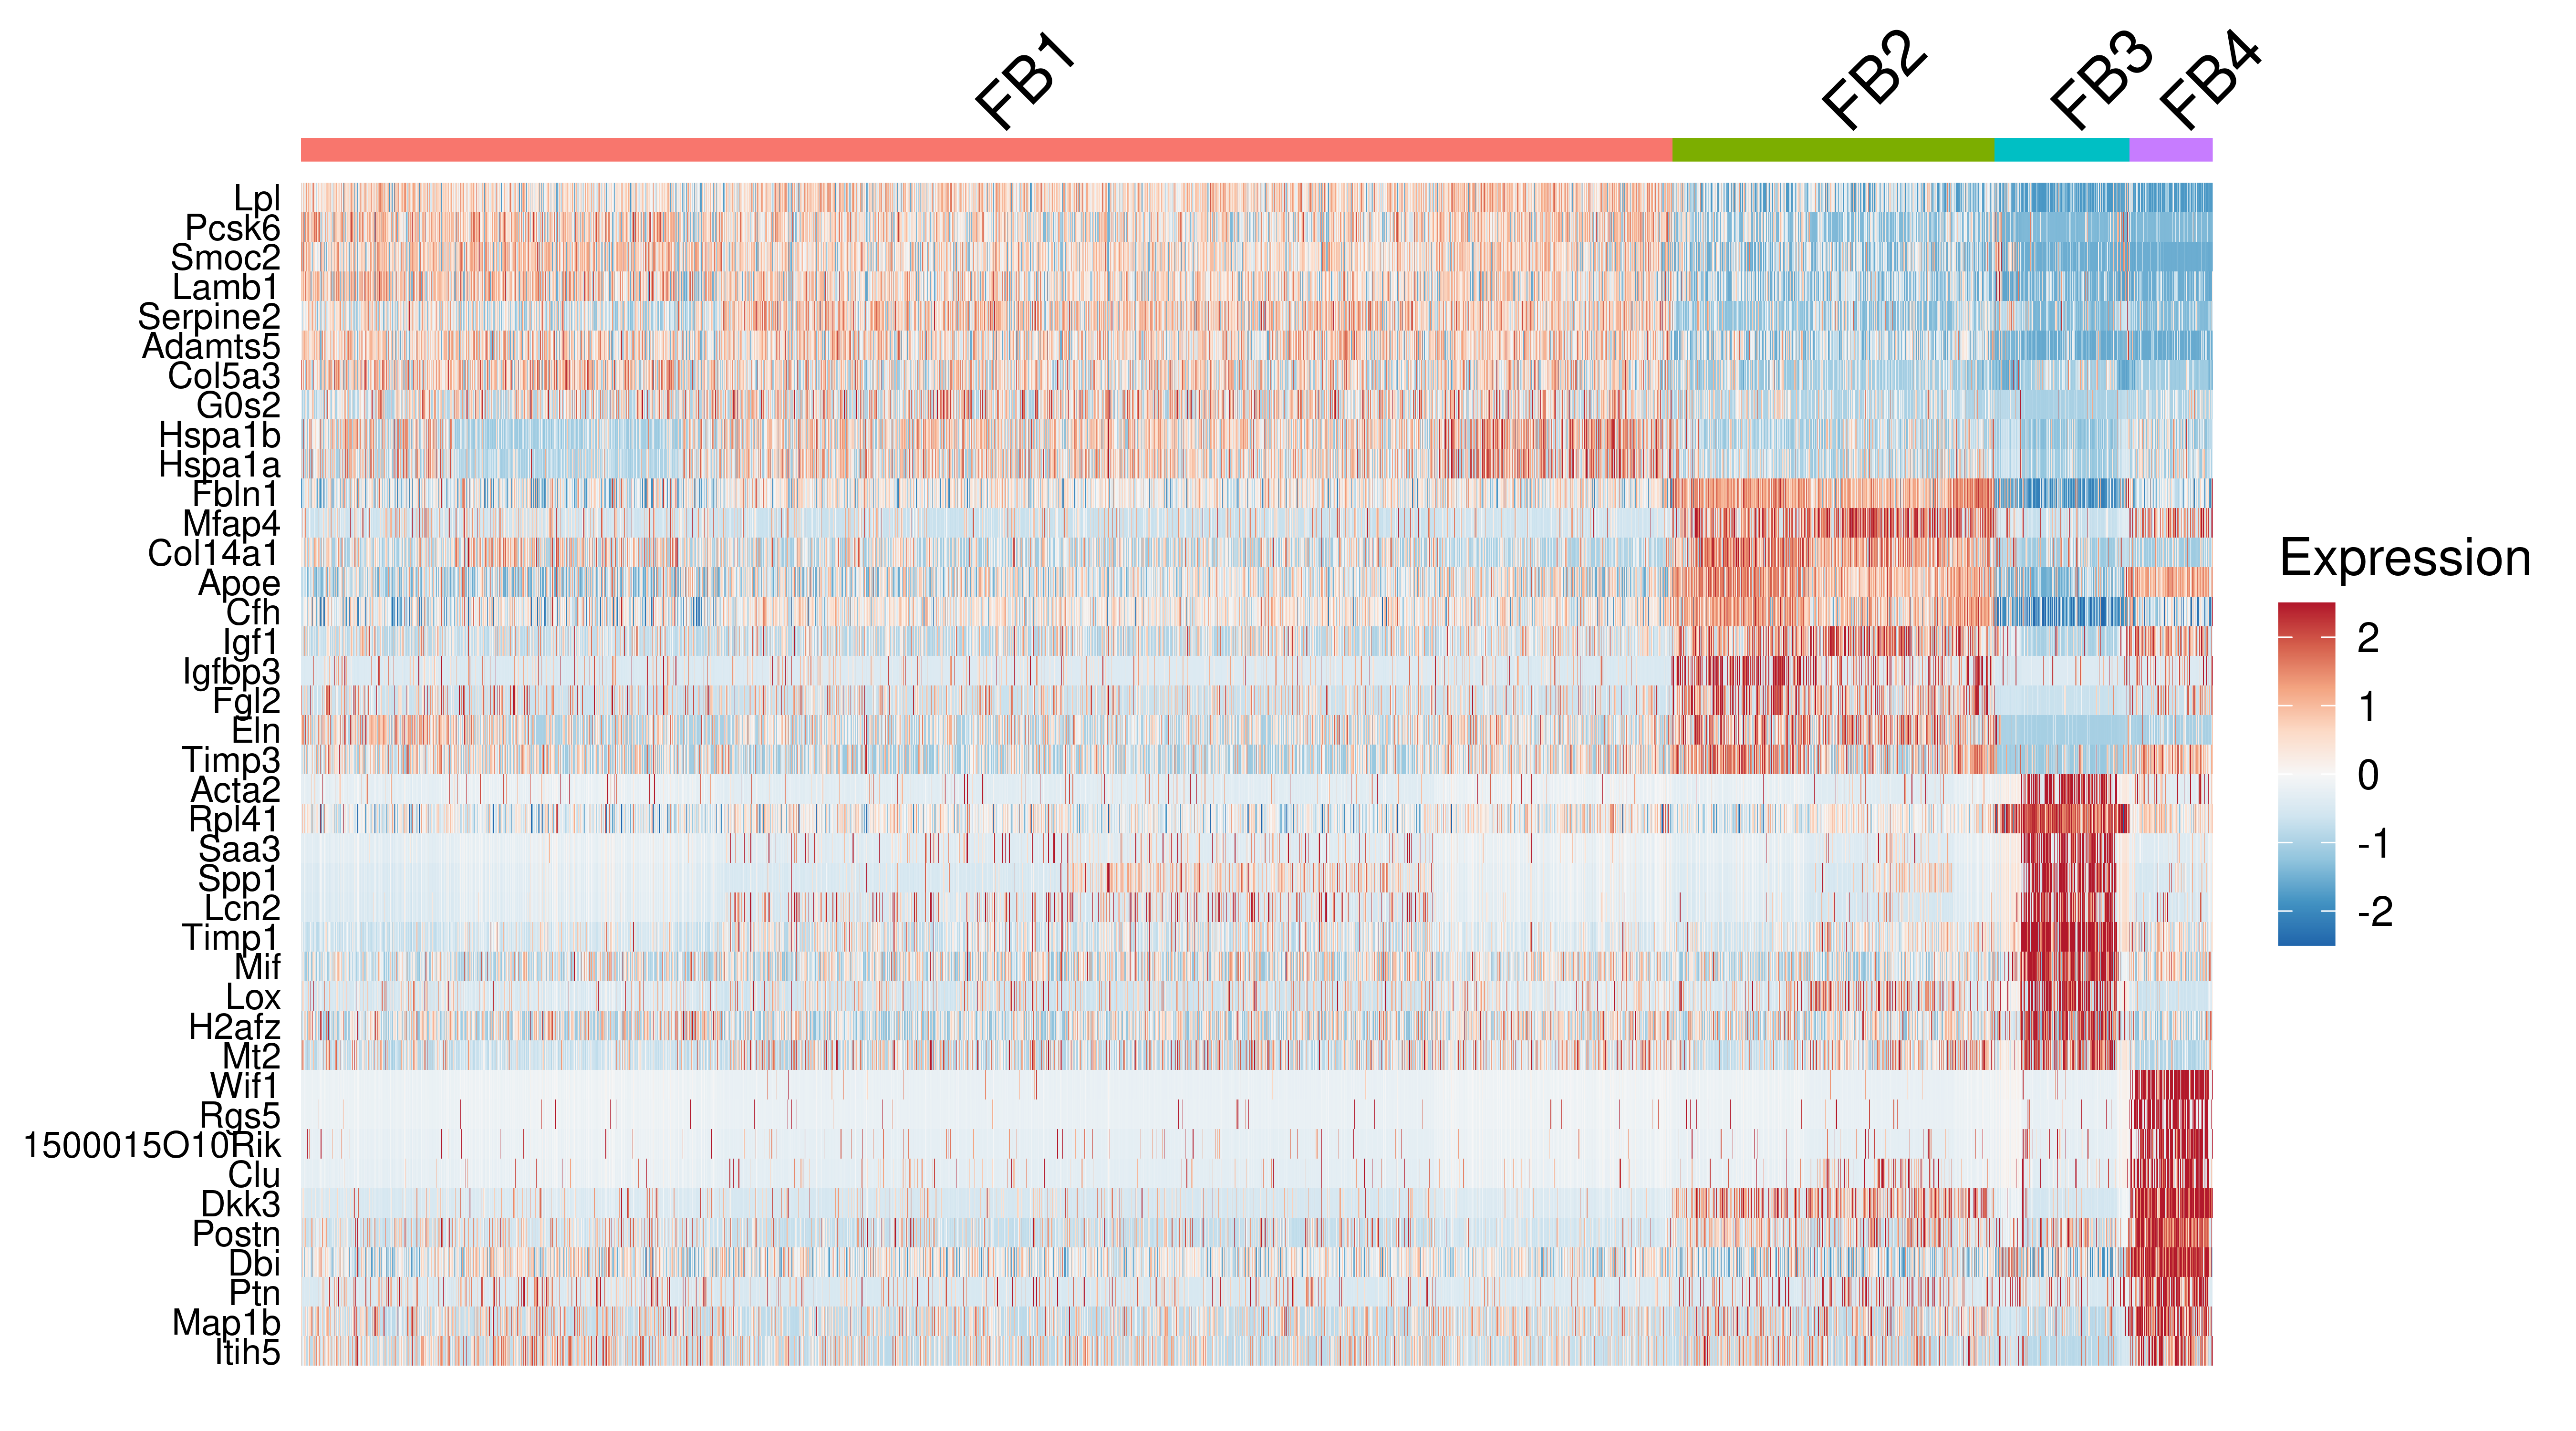 FB1
FB2
FB3
FB4
Lpl
Pcsk6
Smoc2
Lamb1
Serpine2
Adamts5
Col5a3
G0s2
Hspa1b
Hspa1a
Fbln1
Mfap4
Col14a1
Apoe
Cfh
Igf1
Igfbp3
Fgl2
Eln
Timp3
Acta2
Rpl41
Saa3
Spp1
Lcn2
Timp1
Mif
Lox
H2afz
Mt2
Wif1
Rgs5
1500015O10Rik
Clu
Dkk3
Postn
Dbi
Ptn
Map1b
Itih5
Expression
2
1
0
-1
-2